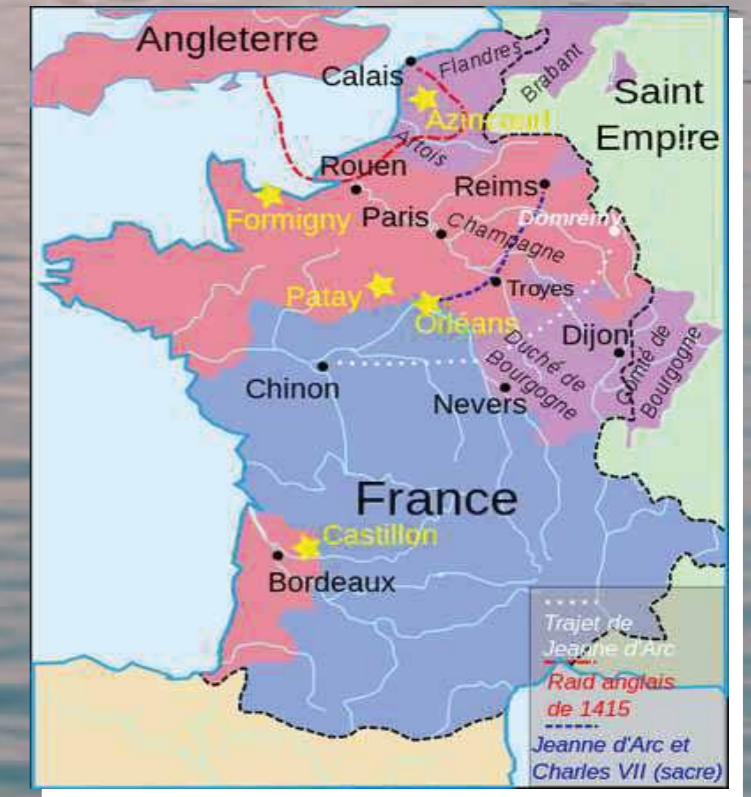 Angleterre
Calais
Flandres
Brabant
Saint
Empire
Azincourt
Artois
Rouen
Reims
Formigny
Paris
Champagne
Domrémy
Patay
Troyes
Orléans
Dijon
Duché de
Bourgogne
Comté de
Bourgogne
Chinon
Nevers
France
Castillon
Bordeaux
Trajet de
Jeanne d'Arc
Raid anglais
de 1415
Jeanne d'Arc et
Charles VII (sacre)